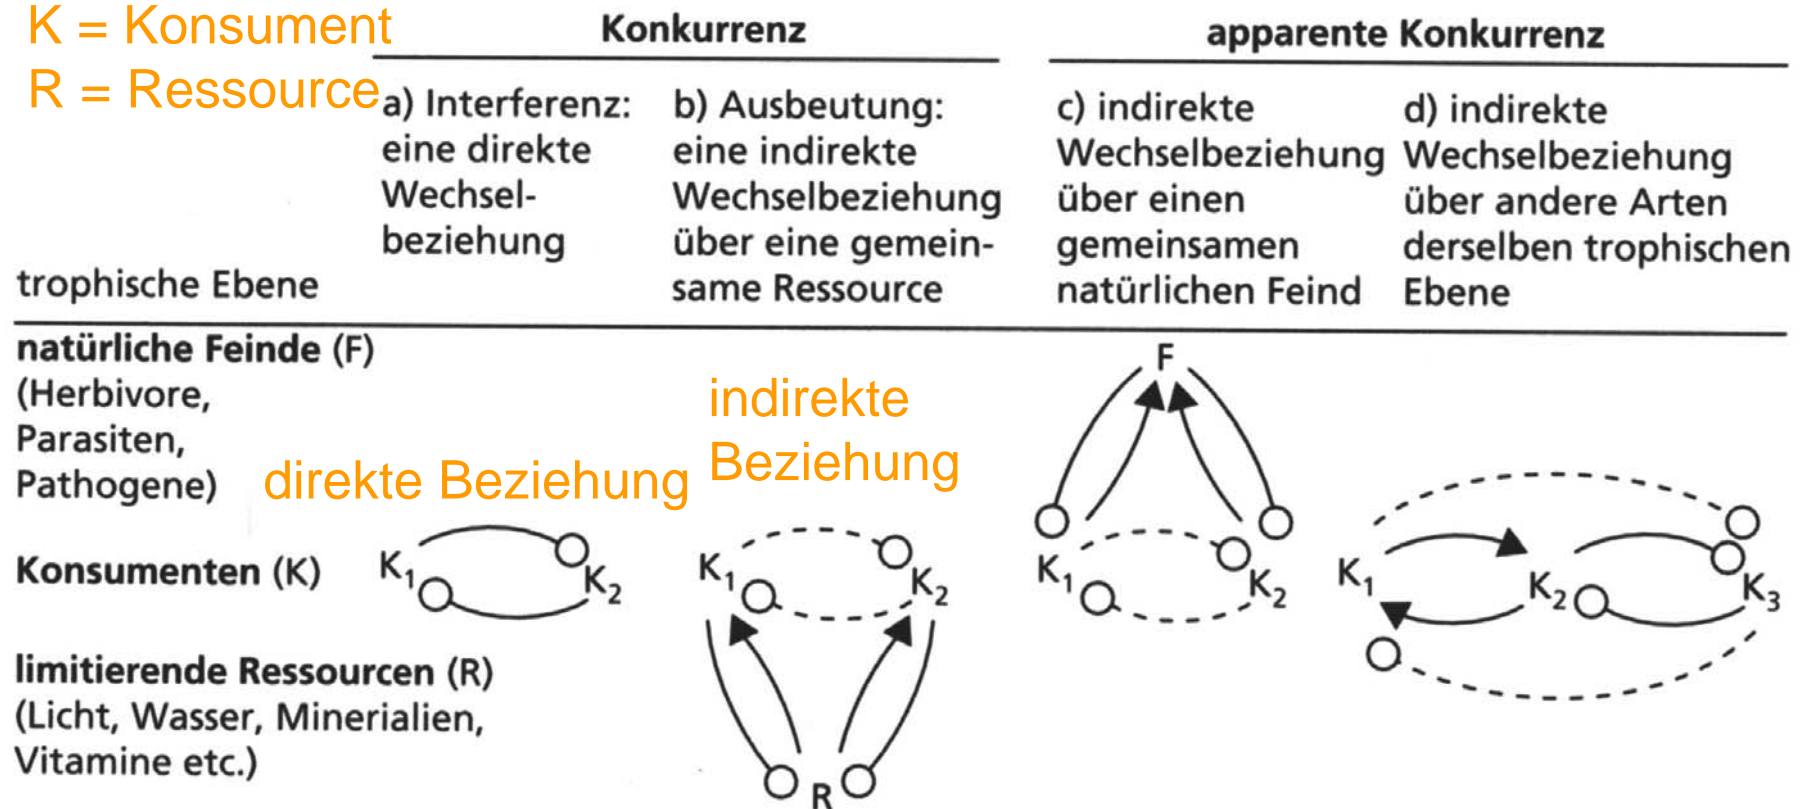 K = Konsument
R = Ressource
Konkurrenz
apparente Konkurrenz
a) Interferenz:
eine direkte
Wechsel-
beziehung
b) Ausbeutung:
eine indirekte
Wechselbeziehung
über eine gemein-
same Ressource
c) indirekte
Wechselbeziehung
über einen
gemeinsamen
natürlichen Feind
d) indirekte
Wechselbeziehung
über andere Arten
derselben trophischen
Ebene
trophische Ebene
natürliche Feinde (F)
(Herbivore,
Parasiten,
Pathogene)
direkte Beziehung
indirekte
Beziehung
F
Konsumenten (K)
K₁ K₂
K₁ K₂
K₁ K₂
K₁ K₂ K₃
limitierende Ressourcen (R)
(Licht, Wasser, Minerialien,
Vitamine etc.)
R